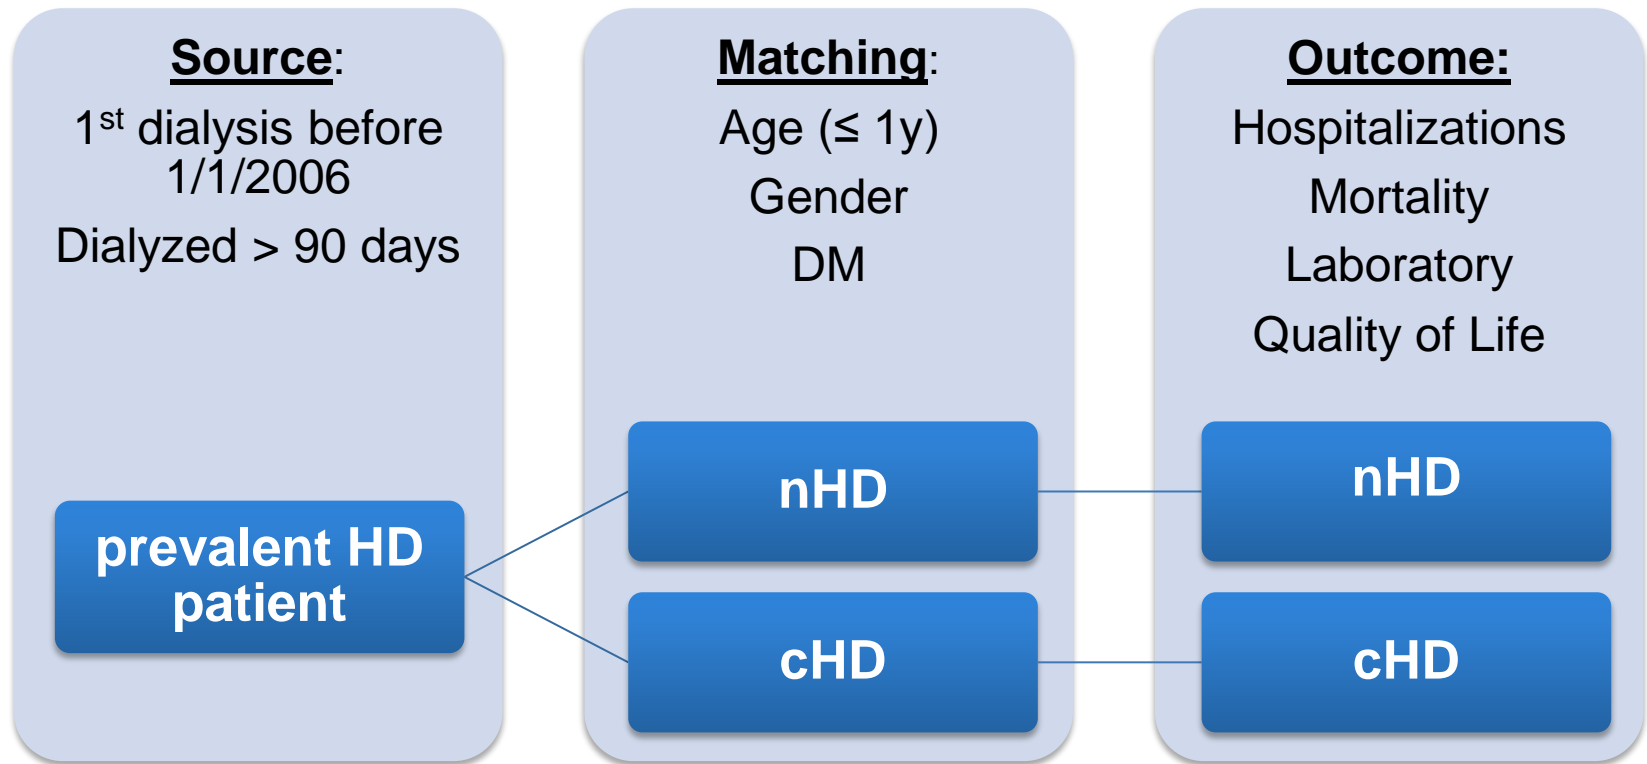 Source:
1st dialysis before
1/1/2006
Dialyzed > 90 days
prevalent HD
patient
Matching:
Age (≤ 1y)
Gender
DM
nHD
cHD
Outcome:
Hospitalizations
Mortality
Laboratory
Quality of Life
nHD
cHD